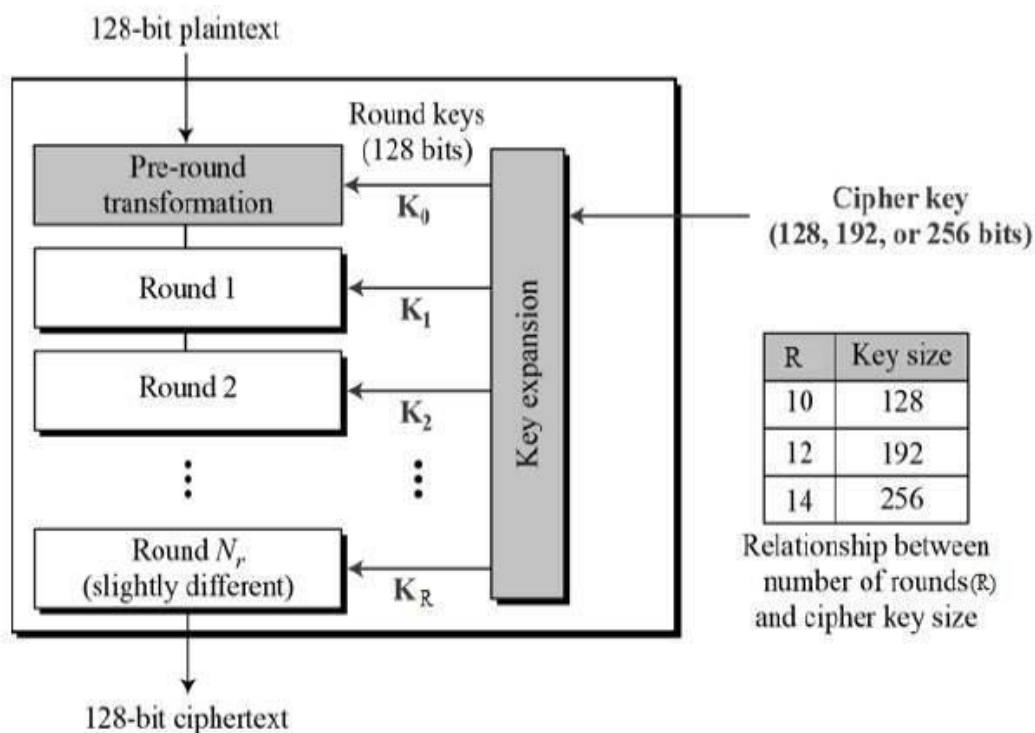 128-bit plaintext
Round keys
(128 bits)
Pre-round
transformation
K₀
Cipher key
(128, 192, or 256 bits)
Round 1
K₁
Round 2
K₂
Key expansion
Round Nᵣ
(slightly different)
K_R
R Key size
10 128
12 192
14 256
Relationship between
number of rounds(R)
and cipher key size
128-bit ciphertext